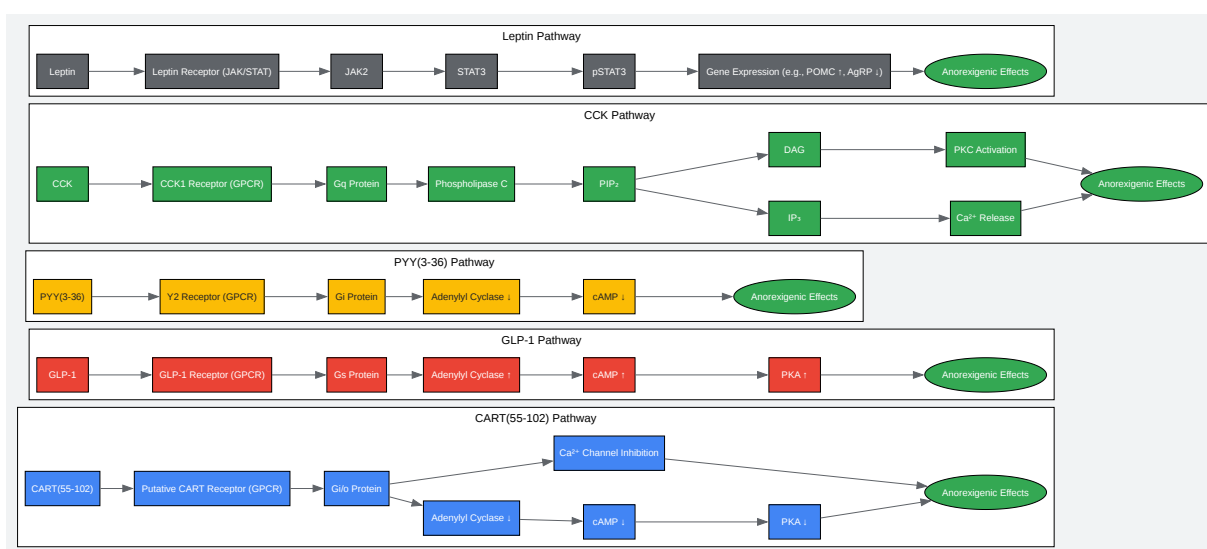 Leptin Pathway
Leptin
Leptin Receptor (JAK/STAT)
JAK2
STAT3
pSTAT3
Gene Expression (e.g., POMC ↑, AgRP ↓)
Anorexigenic Effects
CCK Pathway
CCK
CCK1 Receptor (GPCR)
Gq Protein
Phospholipase C
PIP₂
DAG
PKC Activation
IP₃
Ca²⁺ Release
Anorexigenic Effects
PYY(3-36) Pathway
PYY(3-36)
Y2 Receptor (GPCR)
Gi Protein
Adenylyl Cyclase ↓
cAMP ↓
Anorexigenic Effects
GLP-1 Pathway
GLP-1
GLP-1 Receptor (GPCR)
Gs Protein
Adenylyl Cyclase ↑
cAMP ↑
PKA ↑
Anorexigenic Effects
CART(55-102) Pathway
CART(55-102)
Putative CART Receptor (GPCR)
Gi/o Protein
Ca²⁺ Channel Inhibition
Adenylyl Cyclase ↓
cAMP ↓
PKA ↓
Anorexigenic Effects